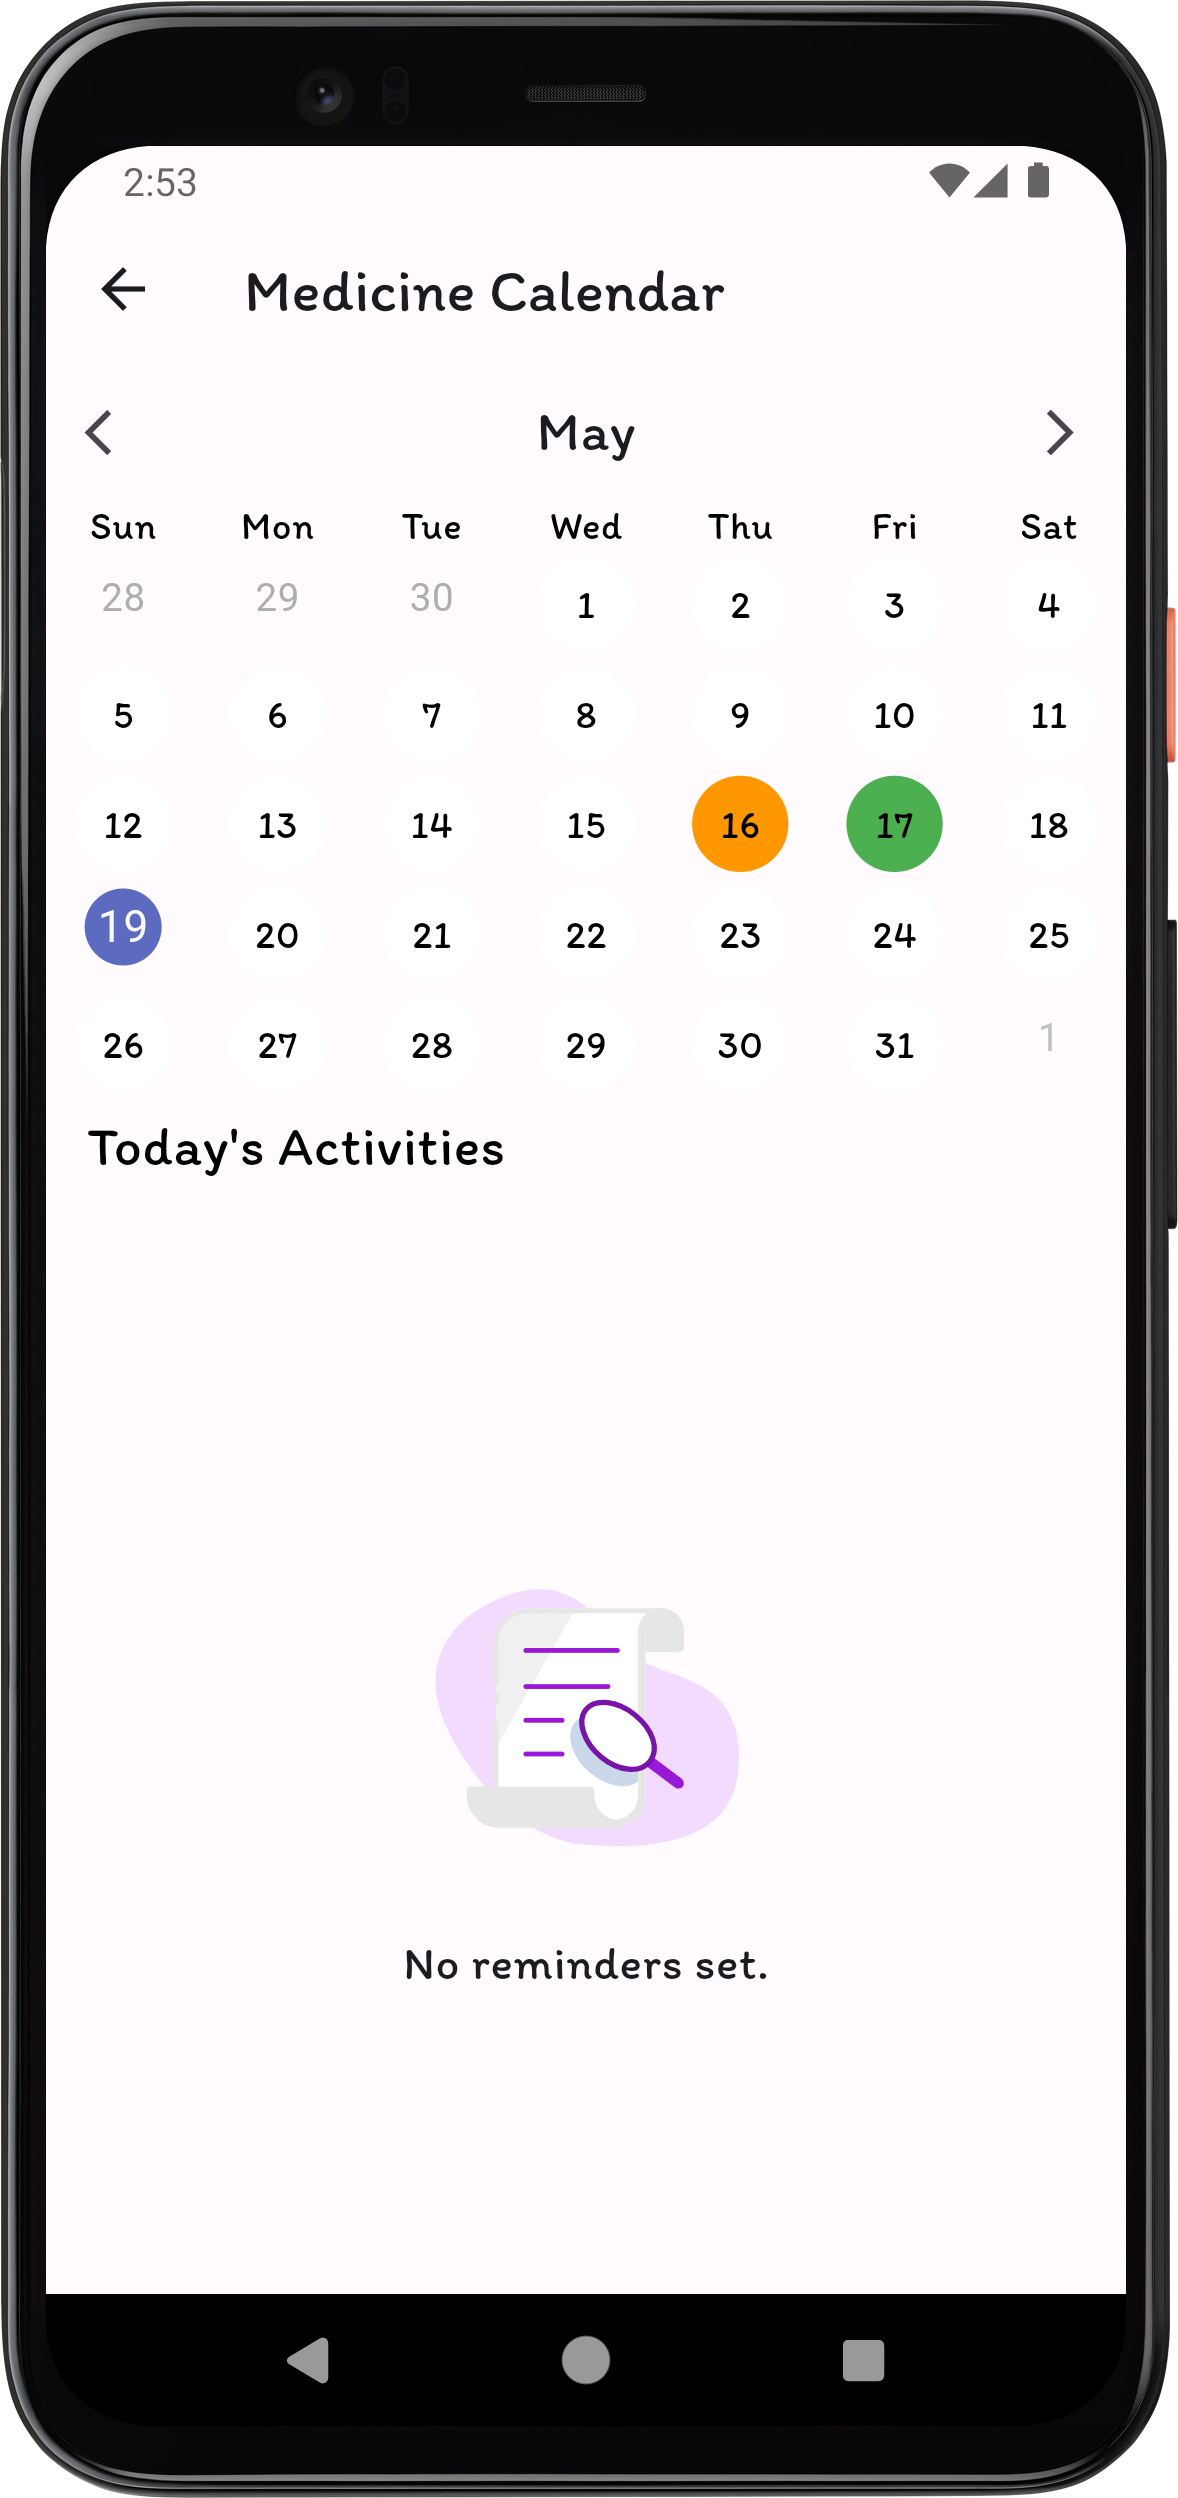 2:53
Medicine Calendar
May
Sun Mon Tue Wed Thu Fri Sat
28 29 30 1 2 3 4
5 6 7 8 9 10 11
12 13 14 15 16 17 18
19 20 21 22 23 24 25
26 27 28 29 30 31 1
Today's Activities
No reminders set.